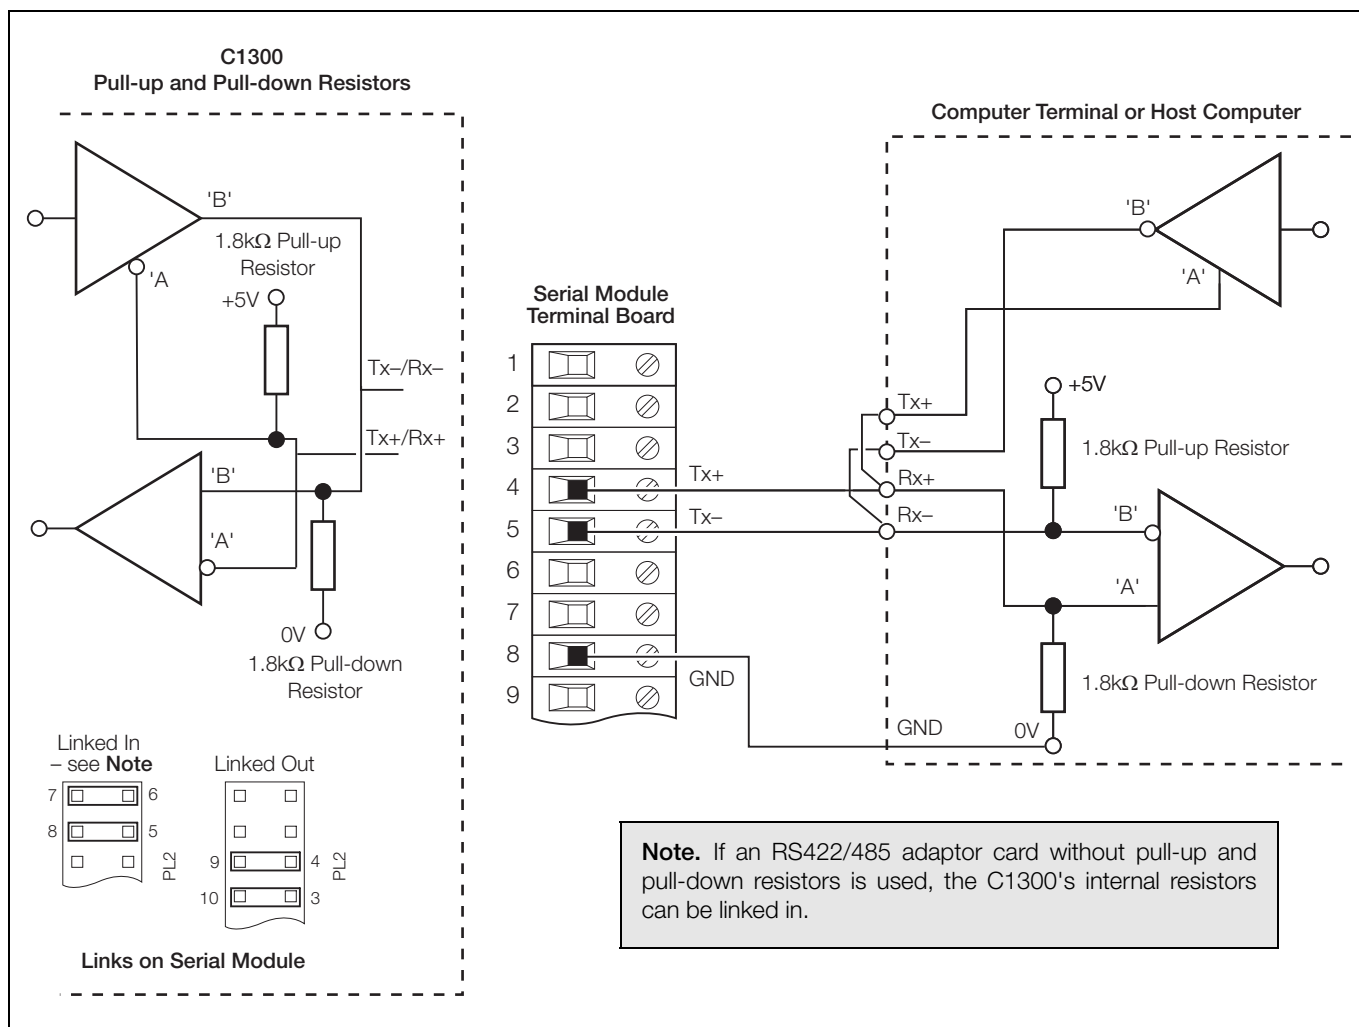 C1300
Pull-up and Pull-down Resistors
'B'
1.8kΩ Pull-up
Resistor
'A
+5V
Tx–/Rx–
Tx+/Rx+
'B'
'A'
0V
1.8kΩ Pull-down
Resistor
Linked In
– see Note
7
6
8
5
PL2
Linked Out
9
4
10
3
PL2
Links on Serial Module
Serial Module
Terminal Board
1
2
3
4
5
6
7
8
9
Tx+
Tx–
GND
Computer Terminal or Host Computer
'B'
'A'
Tx+
Tx–
Rx+
Rx–
+5V
1.8kΩ Pull-up Resistor
'B'
'A'
1.8kΩ Pull-down Resistor
GND
0V
Note. If an RS422/485 adaptor card without pull-up and
pull-down resistors is used, the C1300's internal resistors
can be linked in.